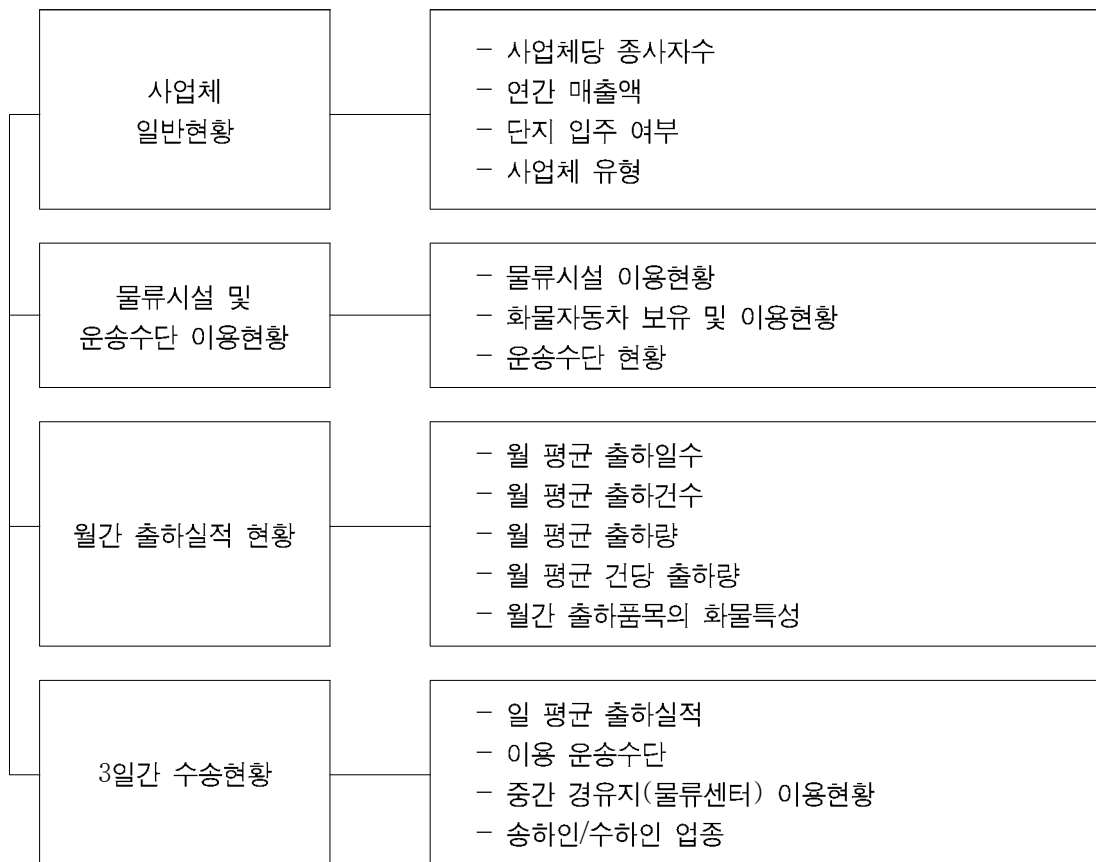 사업체
일반현황
– 사업체당 종사자수
– 연간 매출액
– 단지 입주 여부
– 사업체 유형
물류시설 및
운송수단 이용현황
– 물류시설 이용현황
– 화물자동차 보유 및 이용현황
– 운송수단 현황
월간 출하실적 현황
– 월 평균 출하일수
– 월 평균 출하건수
– 월 평균 출하량
– 월 평균 건당 출하량
– 월간 출하품목의 화물특성
3일간 수송현황
– 일 평균 출하실적
– 이용 운송수단
– 중간 경유지(물류센터) 이용현황
– 송하인/수하인 업종